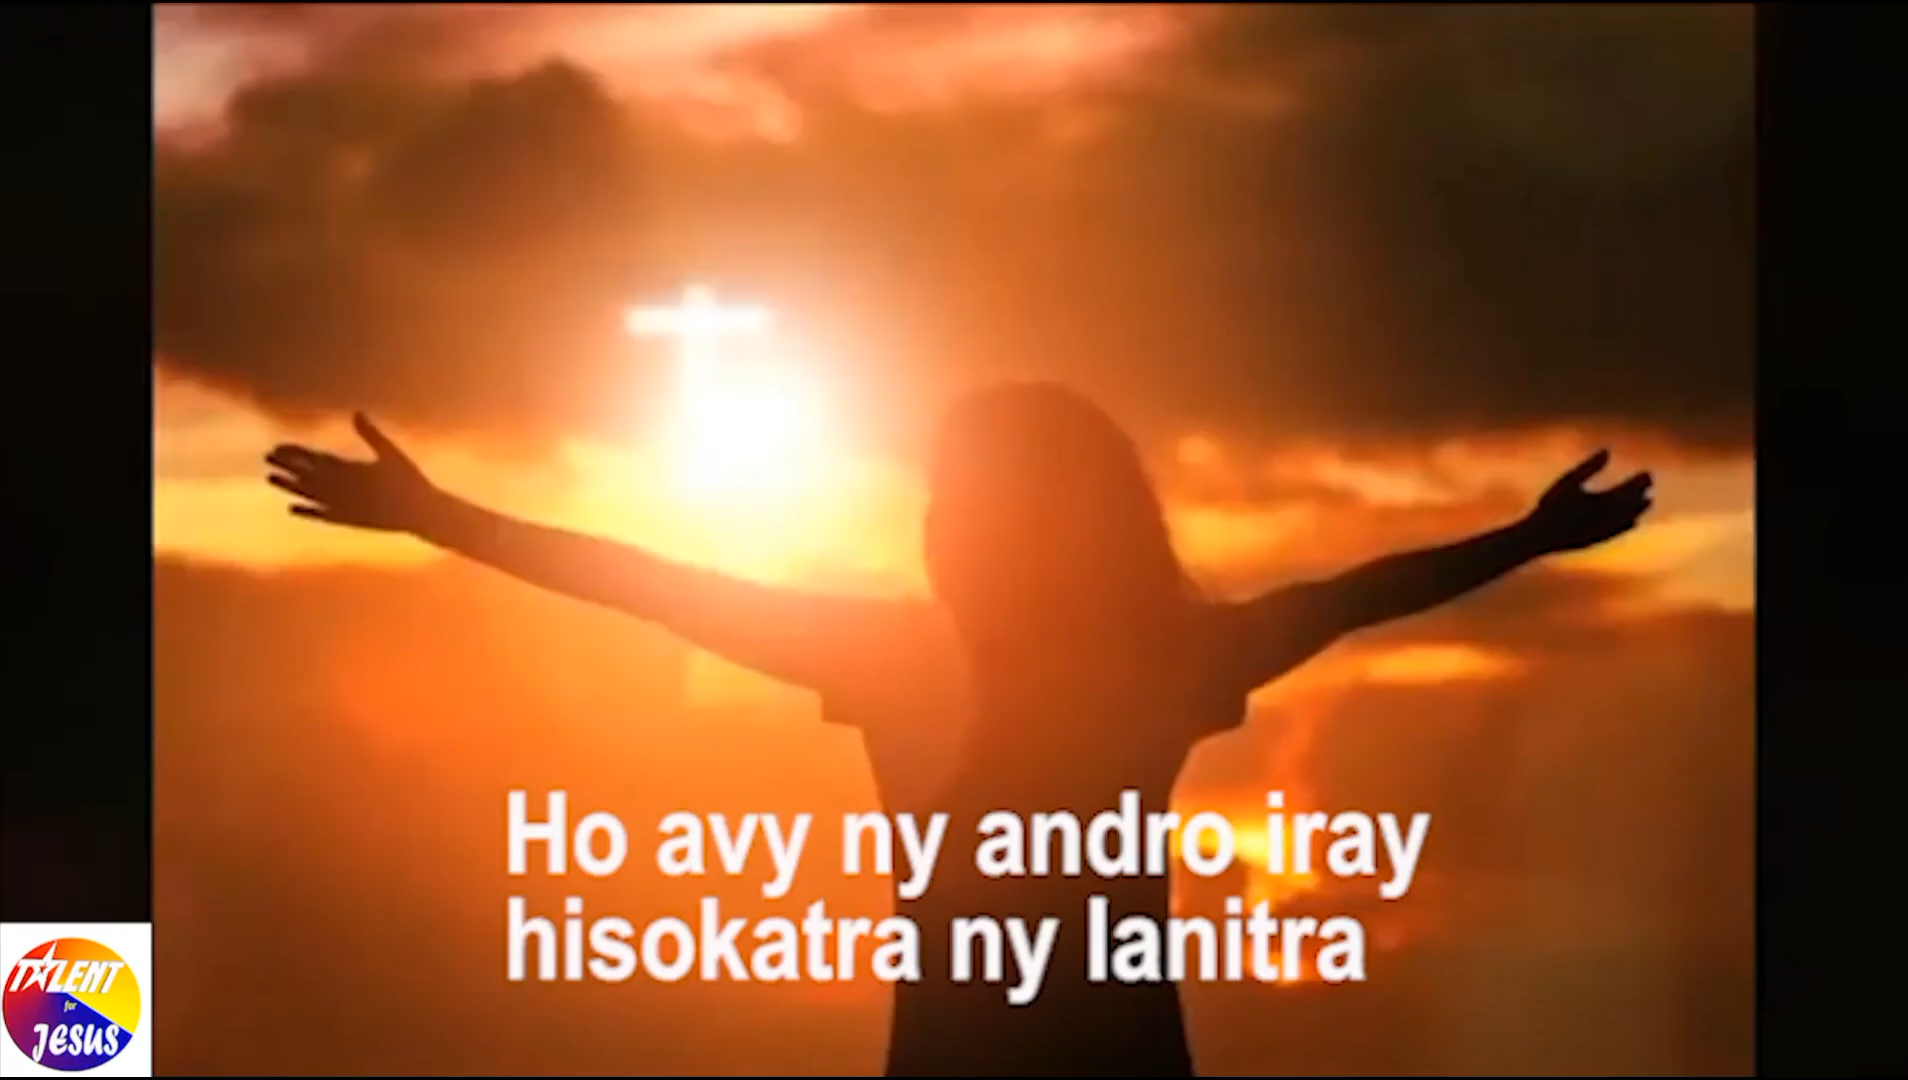 Ho avy ny andro iray
hisokatra ny lanitra
TALENT
for
JESUS